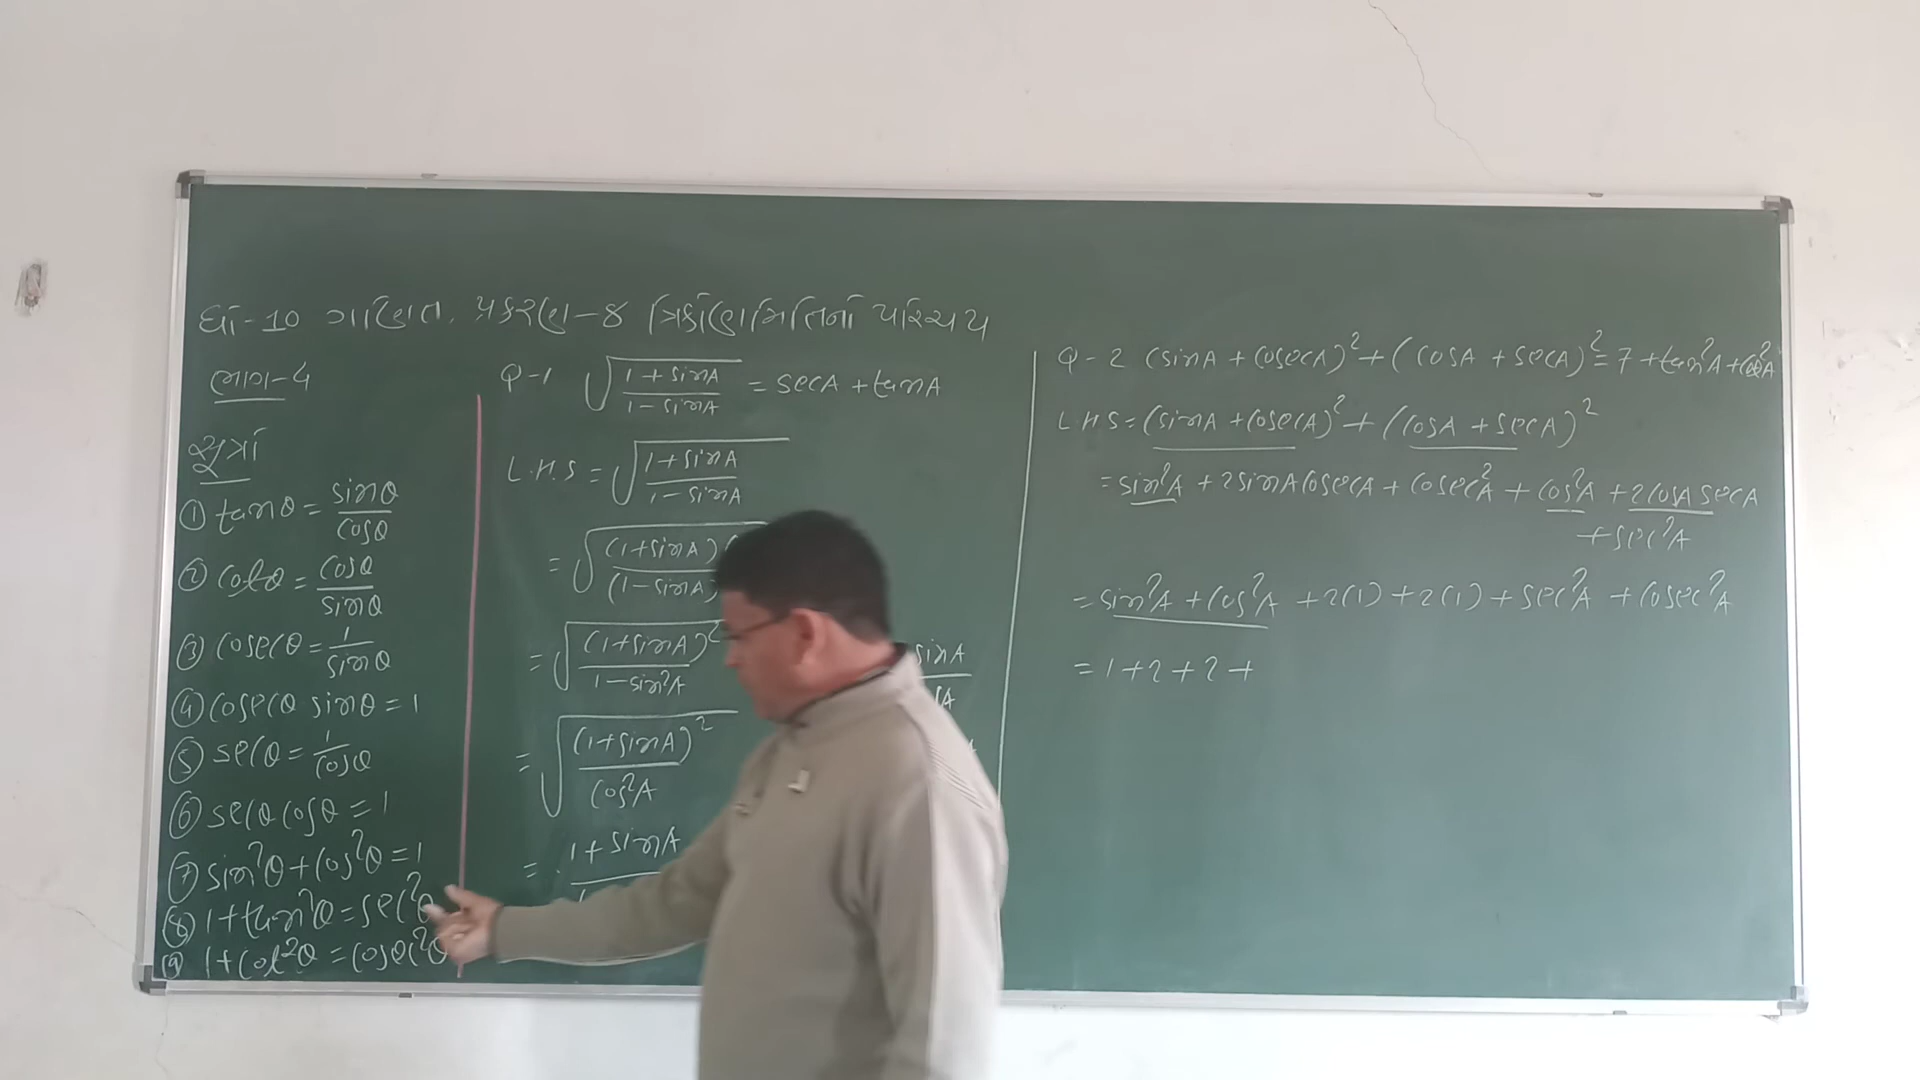 ધો-10 ગણિત. પ્રકરણ-8 ત્રિકોણમિતિનો પરિચય
ભાગ-4
સૂત્રો
① tanθ = sinθ/cosθ
② cotθ = cosθ/sinθ
③ cosecθ = 1/sinθ
④ cosecθ sinθ = 1
⑤ secθ = 1/cosθ
⑥ secθ cosθ = 1
⑦ sin²θ + cos²θ = 1
⑧ 1 + tan²θ = sec²θ
⑨ 1 + cot²θ = cosec²θ
Q-1 √((1 + sinA)/(1 - sinA)) = secA + tanA
L.H.S = √((1 + sinA)/(1 - sinA))
= √((1 + sinA)/(1 - sinA)
= √((1 + sinA)²/(1 - sin²A))
= √((1 + sinA)²/cos²A)
= 1 + sinA
sinA
Q-2 (sinA + cosecA)² + (cosA + secA)² = 7 + tan²A + cot²A
L.H.S = (sinA + cosecA)² + (cosA + secA)²
= sin²A + 2sinA cosecA + cosec²A + cos²A + 2cosA secA
+ sec²A
= sin²A + cos²A + 2(1) + 2(1) + sec²A + cosec²A
= 1 + 2 + 2 +